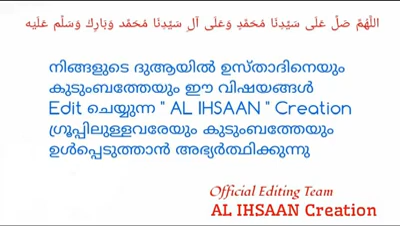 اللَّهُمَّ صَلِّ عَلَى سَيِّدِنَا مُحَمَّدٍ وَعَلَى آلِ سَيِّدِنَا مُحَمَّد وَبَارِك وَسَلِّم عَلَيه
നിങ്ങളുടെ ദുആയിൽ ഉസ്താദിനെയും
കുടുംബത്തേയും ഈ വിഷയങ്ങൾ
Edit ചെയ്യുന്ന " AL IHSAAN " Creation
ഗ്രൂപ്പിലുള്ളവരേയും കുടുംബത്തേയും
ഉൾപ്പെടുത്താൻ അഭ്യർത്ഥിക്കുന്നു
Official Editing Team
AL IHSAAN Creation